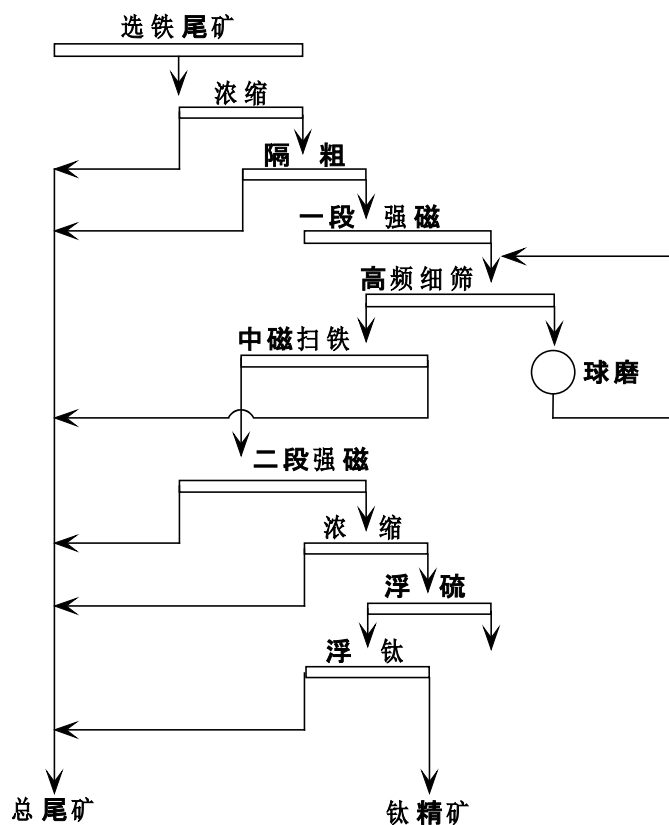 选铁尾矿
浓缩
隔 粗
一段 强磁
高频细筛
中磁扫铁
球磨
二段强磁
浓 缩
浮 硫
浮 钛
总尾矿
钛精矿